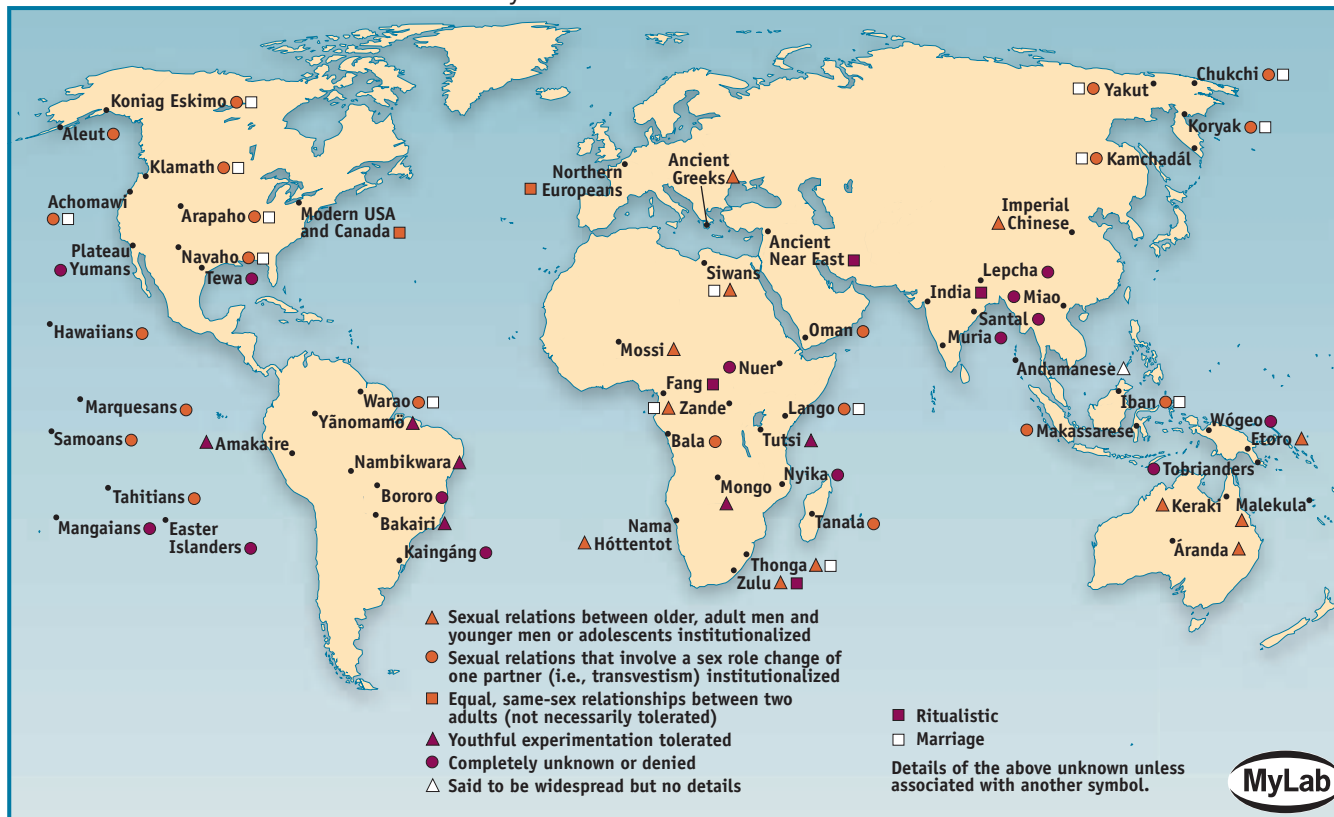 Koniag Eskimo
Aleut
Klamath
Achomawi
Arapaho
Modern USA
and Canada
Plateau
Yumans
Navaho
Tewa
Hawaiians
Marquesans
Samoans
Tahitians
Mangaians
Easter
Islanders
Warao
Yãnomamö
Amakaire
Nambikwara
Bororo
Bakairi
Kaingáng
Northern
Europeans
Ancient
Greeks
Ancient
Near East
Siwans
Oman
Mossi
Nuer
Fang
Zande
Lango
Bala
Tutsi
Mongo
Nyika
Nama
Hóttentot
Tanala
Thonga
Zulu
Chukchi
Yakut
Koryak
Kamchadál
Imperial
Chinese
Lepcha
India
Miao
Santal
Muria
Andamanese
Iban
Makassarese
Wógeo
Etoro
Tobrianders
Keraki
Malekula
Áranda
Sexual relations between older, adult men and
younger men or adolescents institutionalized
Sexual relations that involve a sex role change of
one partner (i.e., transvestism) institutionalized
Equal, same-sex relationships between two
adults (not necessarily tolerated)
Youthful experimentation tolerated
Completely unknown or denied
Said to be widespread but no details
Ritualistic
Marriage
Details of the above unknown unless
associated with another symbol.
MyLab